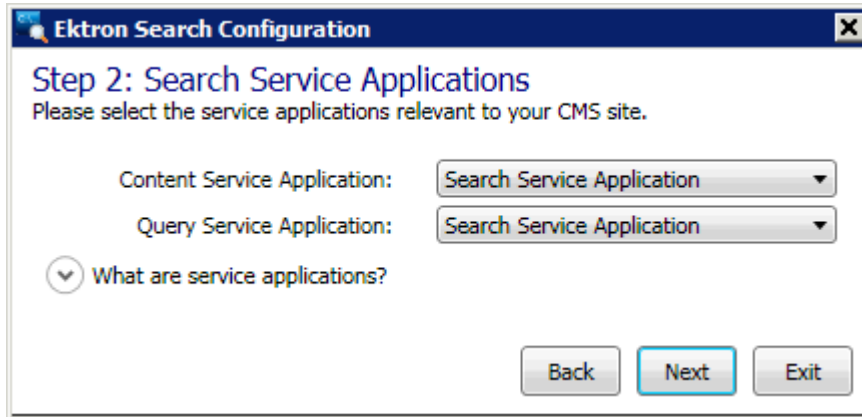 Ektron Search Configuration
Step 2: Search Service Applications
Please select the service applications relevant to your CMS site.
Content Service Application: Search Service Application
Query Service Application: Search Service Application
What are service applications?
Back Next Exit